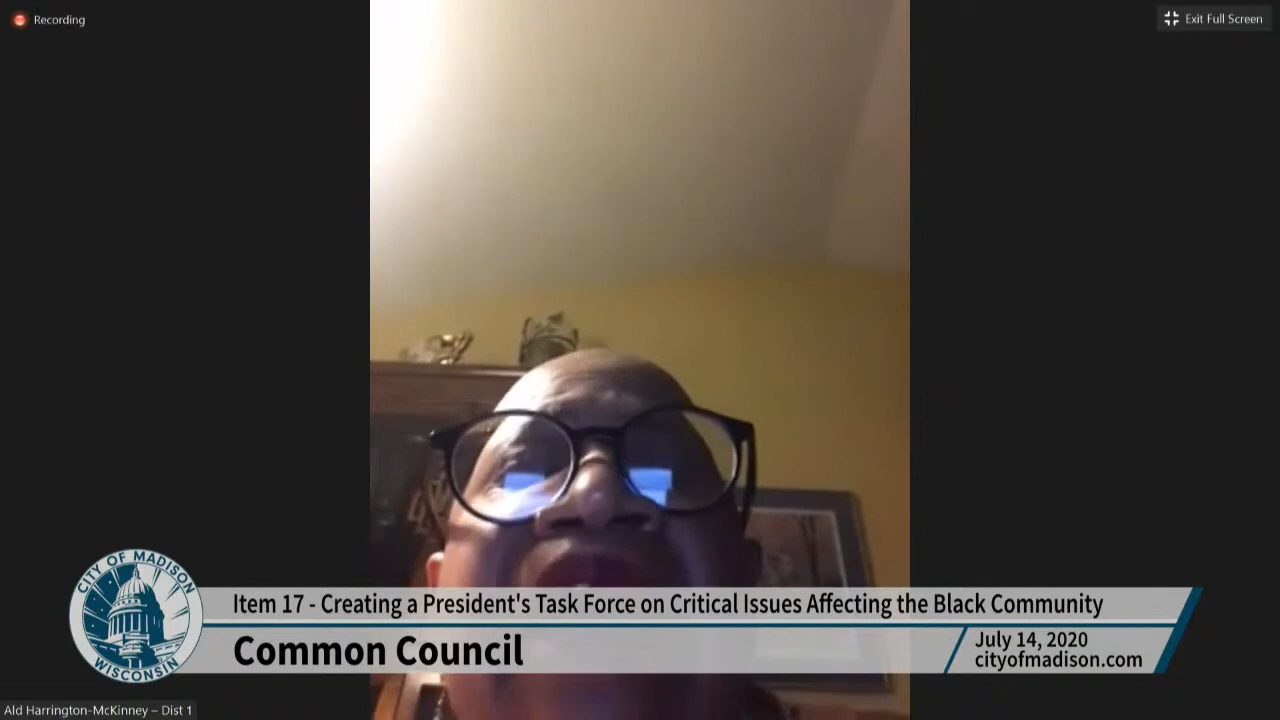 Recording
Exit Full Screen
CITY OF MADISON
WISCONSIN
Item 17 - Creating a President's Task Force on Critical Issues Affecting the Black Community
Common Council
July 14, 2020
cityofmadison.com
Ald Harrington-McKinney – Dist 1